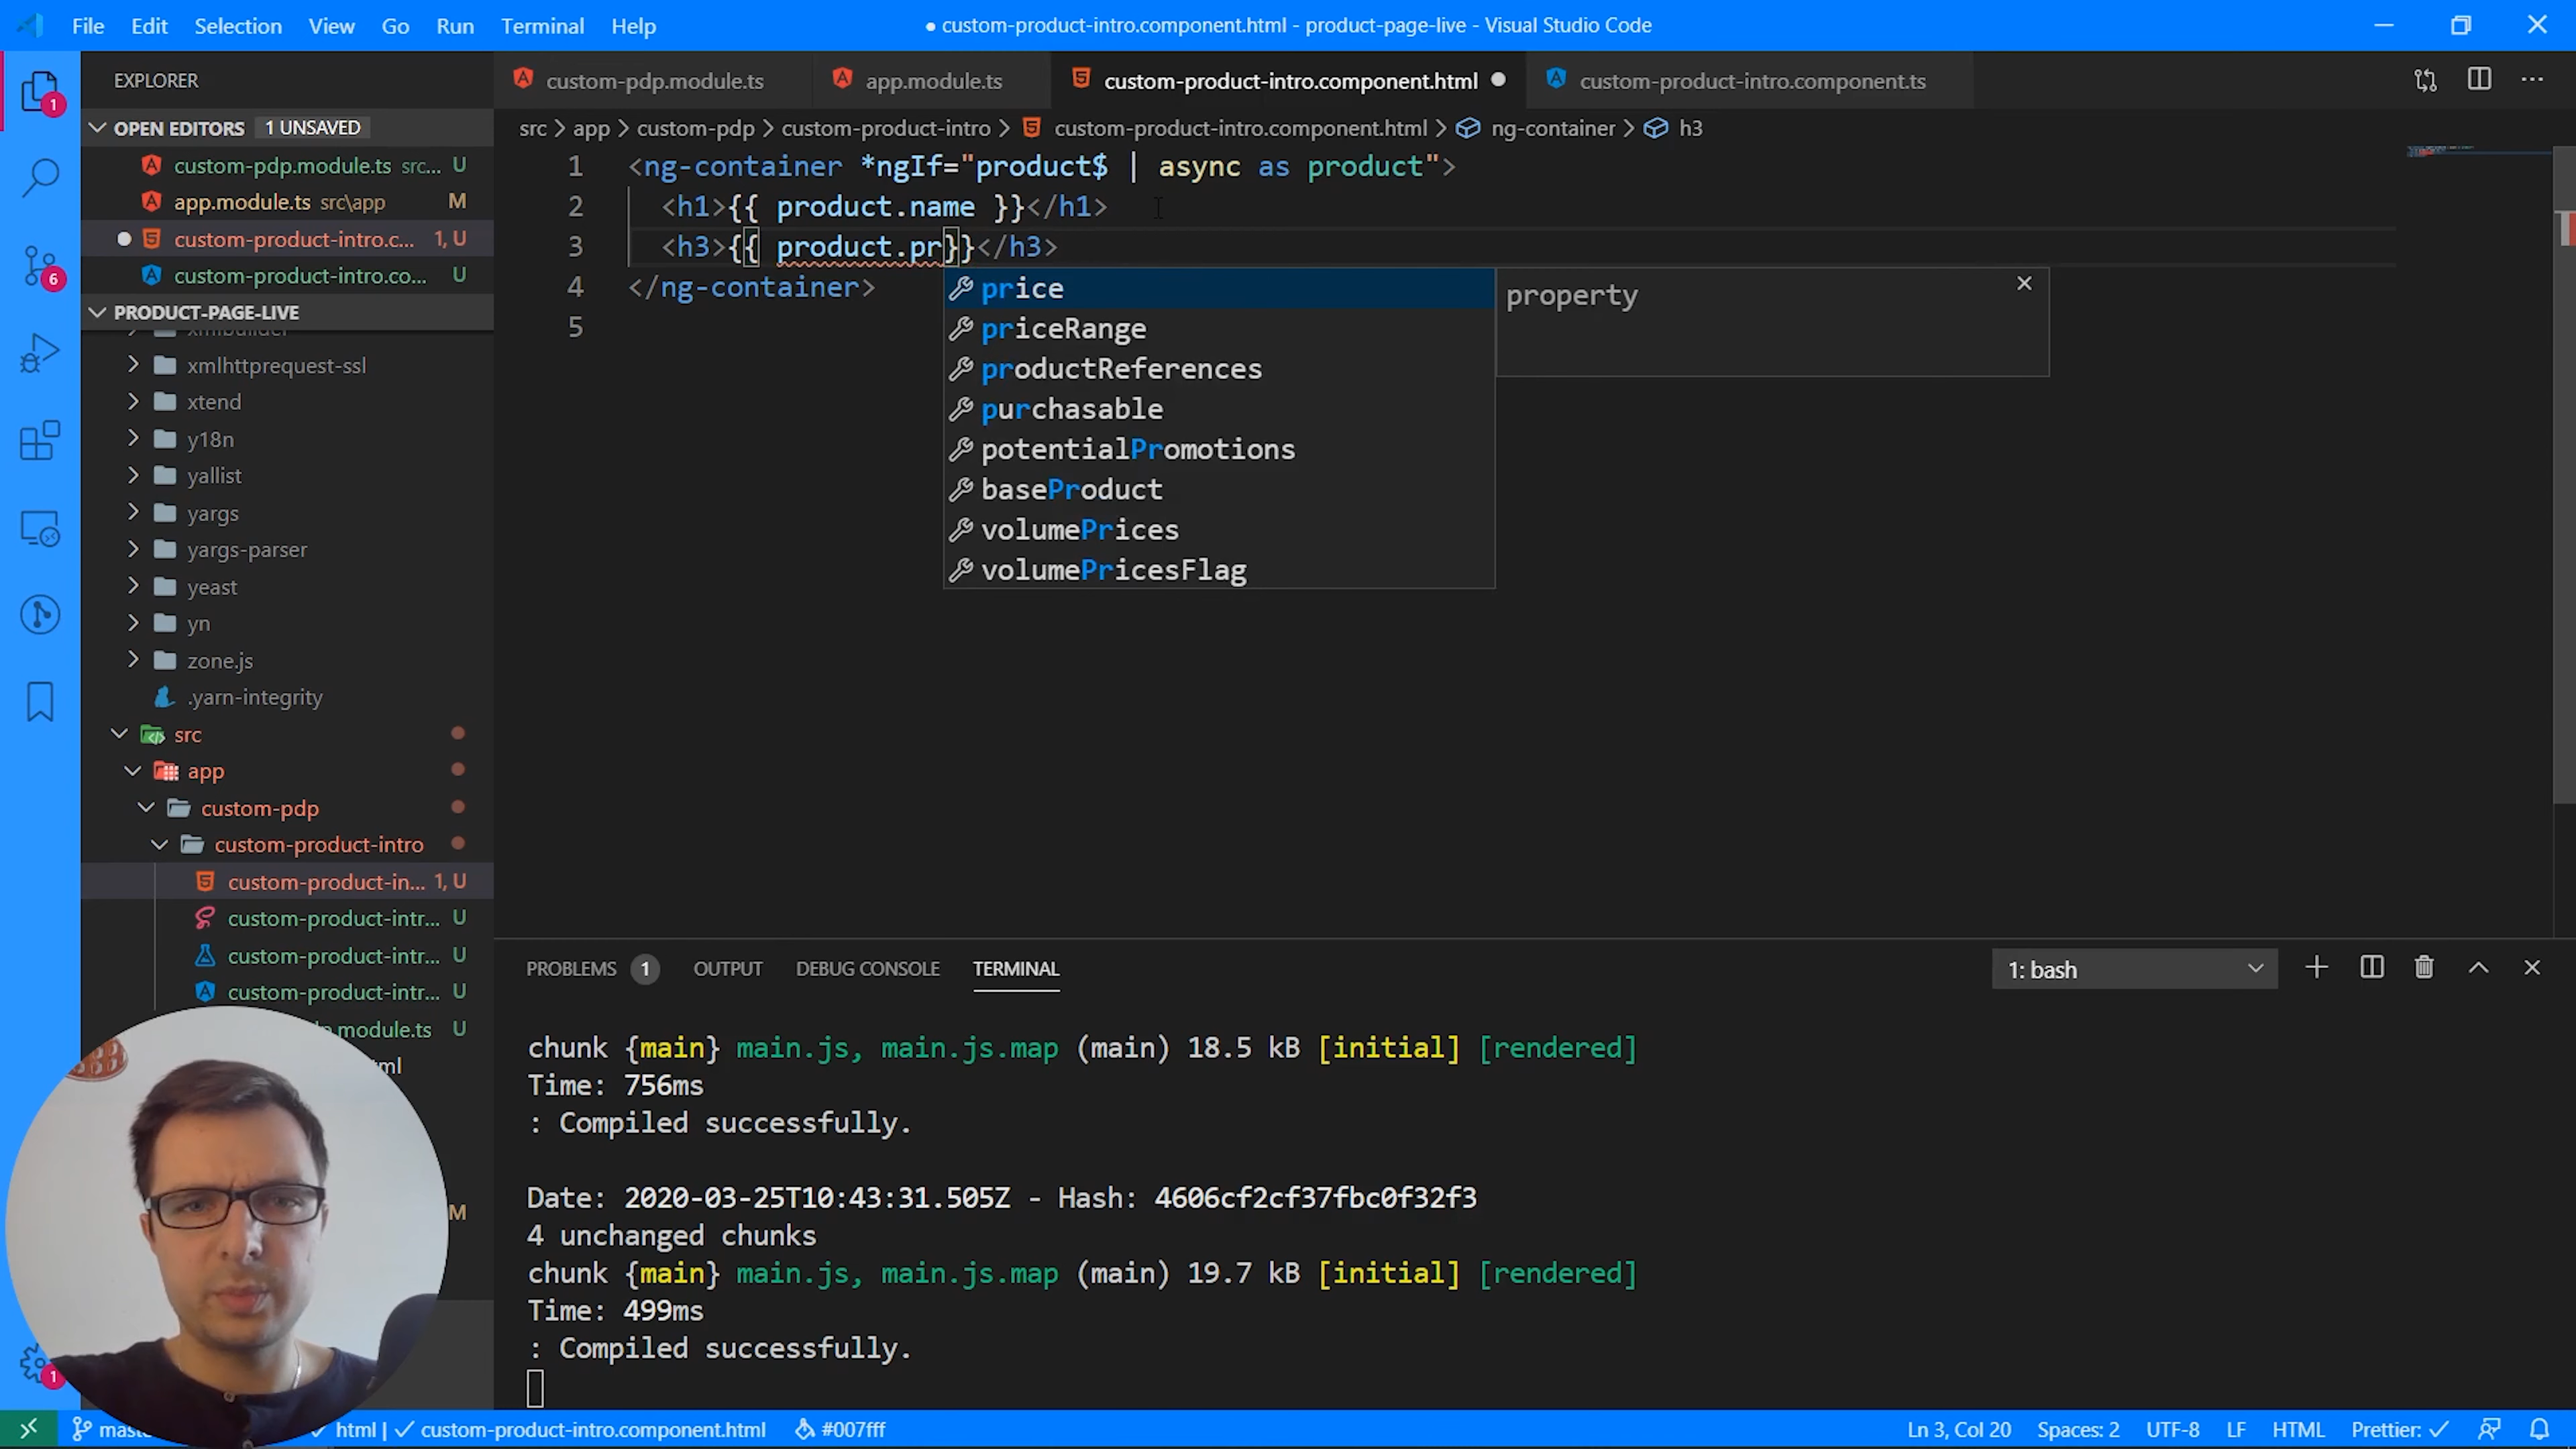 File Edit Selection View Go Run Terminal Help
● custom-product-intro.component.html - product-page-live - Visual Studio Code
EXPLORER
OPEN EDITORS 1 UNSAVED
custom-pdp.module.ts src... U
app.module.ts src\app M
custom-product-intro.c... 1, U
custom-product-intro.co... U
PRODUCT-PAGE-LIVE
xmlbuilder
xmlhttprequest-ssl
xtend
y18n
yallist
yargs
yargs-parser
yeast
yn
zone.js
.yarn-integrity
src
app
custom-pdp
custom-product-intro
custom-product-in... 1, U
custom-product-intr... U
custom-product-intr... U
custom-product-intr... U
p.module.ts U
ml
M
1
6
1
custom-pdp.module.ts app.module.ts custom-product-intro.component.html custom-product-intro.component.ts
src > app > custom-pdp > custom-product-intro > custom-product-intro.component.html > ng-container > h3
1 <ng-container *ngIf="product$ | async as product">
2 <h1>{{ product.name }}</h1>
3 <h3>{{ product.pr}}</h3>
4 </ng-container>
5
price
priceRange
productReferences
purchasable
potentialPromotions
baseProduct
volumePrices
volumePricesFlag
property
PROBLEMS 1 OUTPUT DEBUG CONSOLE TERMINAL
1: bash
chunk {main} main.js, main.js.map (main) 18.5 kB [initial] [rendered]
Time: 756ms
: Compiled successfully.
Date: 2020-03-25T10:43:31.505Z - Hash: 4606cf2cf37fbc0f32f3
4 unchanged chunks
chunk {main} main.js, main.js.map (main) 19.7 kB [initial] [rendered]
Time: 499ms
: Compiled successfully.
html | ✓ custom-product-intro.component.html #007fff
Ln 3, Col 20 Spaces: 2 UTF-8 LF HTML Prettier: ✓